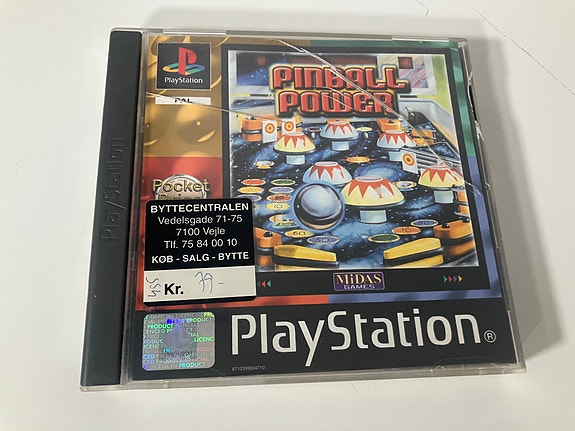 PlayStation
PAL
PINBALL
POWER
Pocket
BYTTECENTRALEN
Vedelsgade 71-75
7100 Vejle
Tlf. 75 84 00 10
KØB - SALG - BYTTE
Kr. 79-
MiDAS
GAMES
PlayStation®
PlayStation